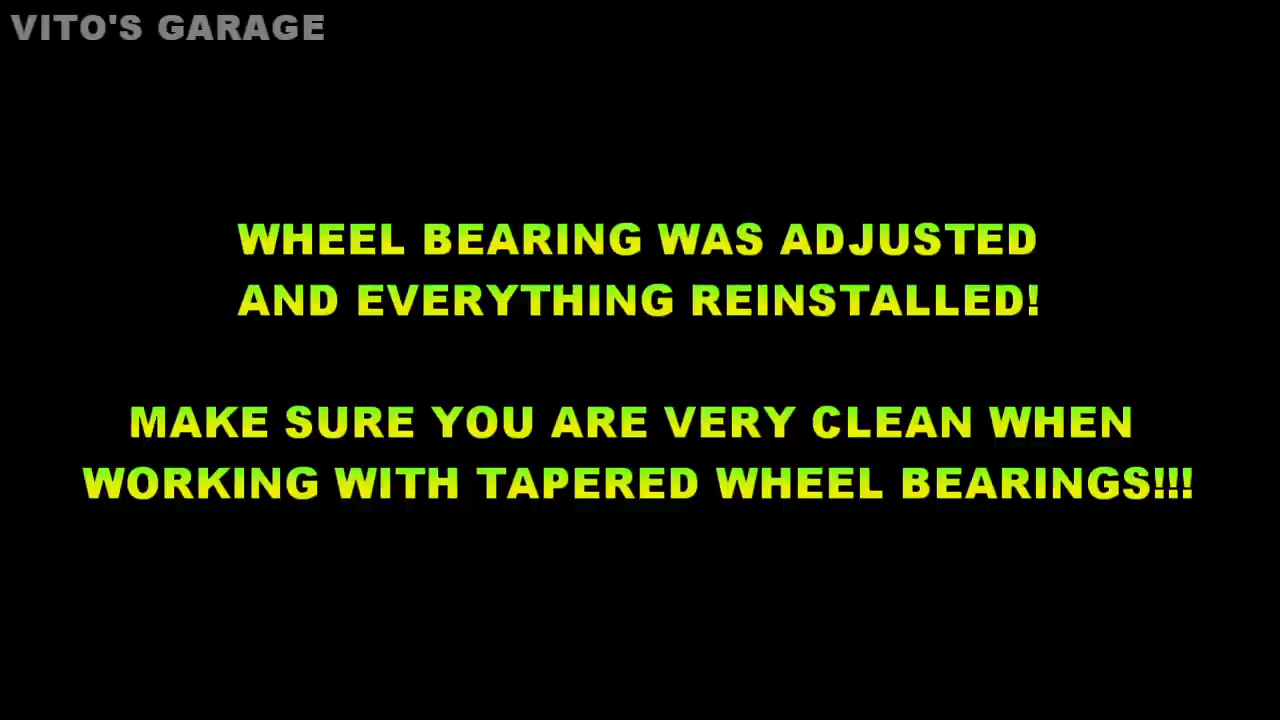 VITO'S GARAGE
WHEEL BEARING WAS ADJUSTED
AND EVERYTHING REINSTALLED!
MAKE SURE YOU ARE VERY CLEAN WHEN
WORKING WITH TAPERED WHEEL BEARINGS!!!